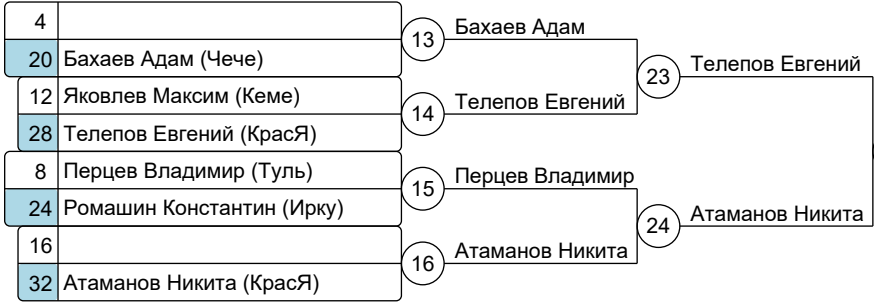 4
20 Бахаев Адам (Чече)
13
Бахаев Адам
12 Яковлев Максим (Кеме)
28 Телепов Евгений (КрасЯ)
14
Телепов Евгений
23
Телепов Евгений
8 Перцев Владимир (Туль)
24 Ромашин Константин (Ирку)
15
Перцев Владимир
16
32 Атаманов Никита (КрасЯ)
16
Атаманов Никита
24
Атаманов Никита